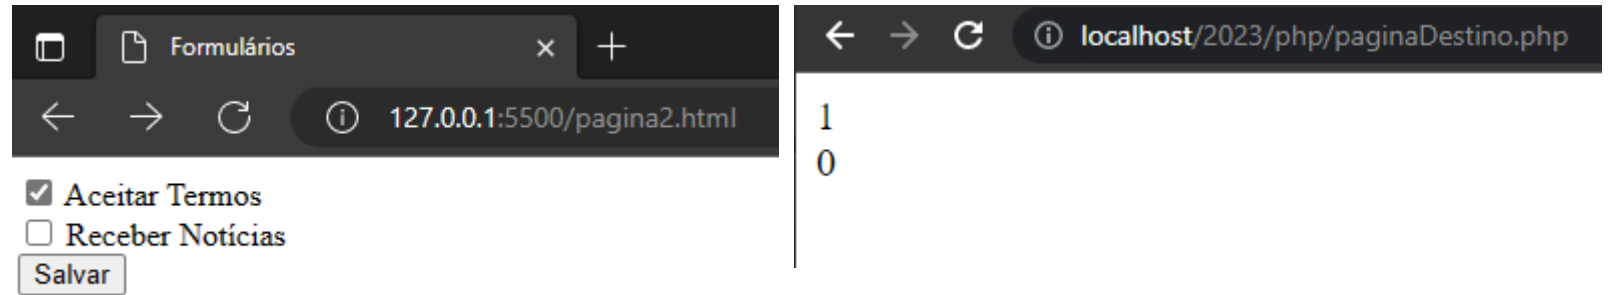 Formulários
127.0.0.1:5500/pagina2.html
Aceitar Termos
Receber Notícias
Salvar
localhost/2023/php/paginaDestino.php
1
0